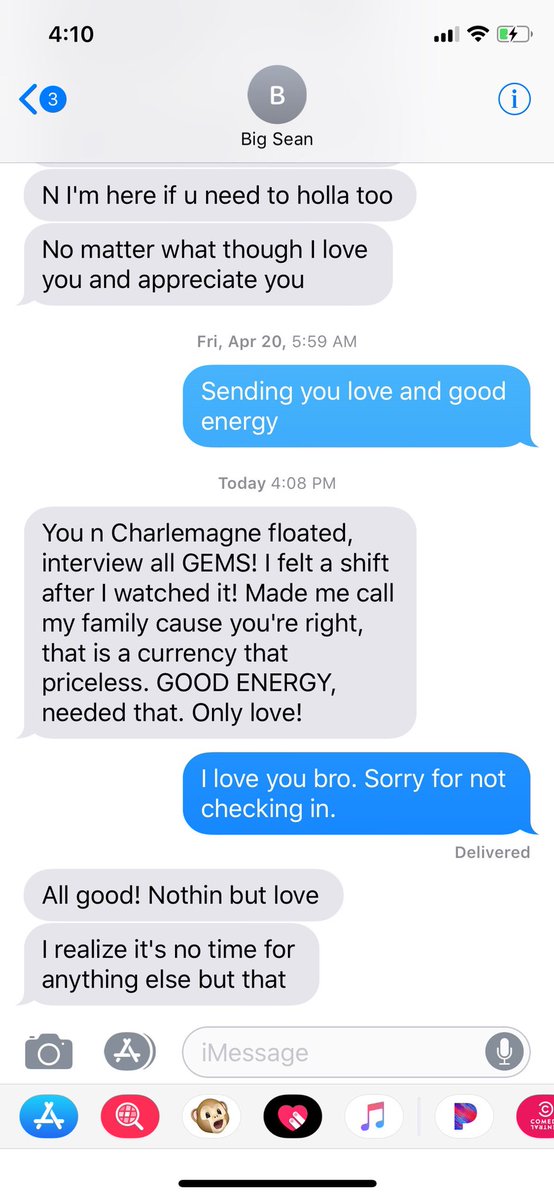 4:10
3
B
Big Sean
N I'm here if u need to holla too
No matter what though I love
you and appreciate you
Fri, Apr 20, 5:59 AM
Sending you love and good
energy
Today 4:08 PM
You n Charlemagne floated,
interview all GEMS! I felt a shift
after I watched it! Made me call
my family cause you're right,
that is a currency that
priceless. GOOD ENERGY,
needed that. Only love!
I love you bro. Sorry for not
checking in.
Delivered
All good! Nothin but love
I realize it's no time for
anything else but that
iMessage
COMEDY
CENTRAL